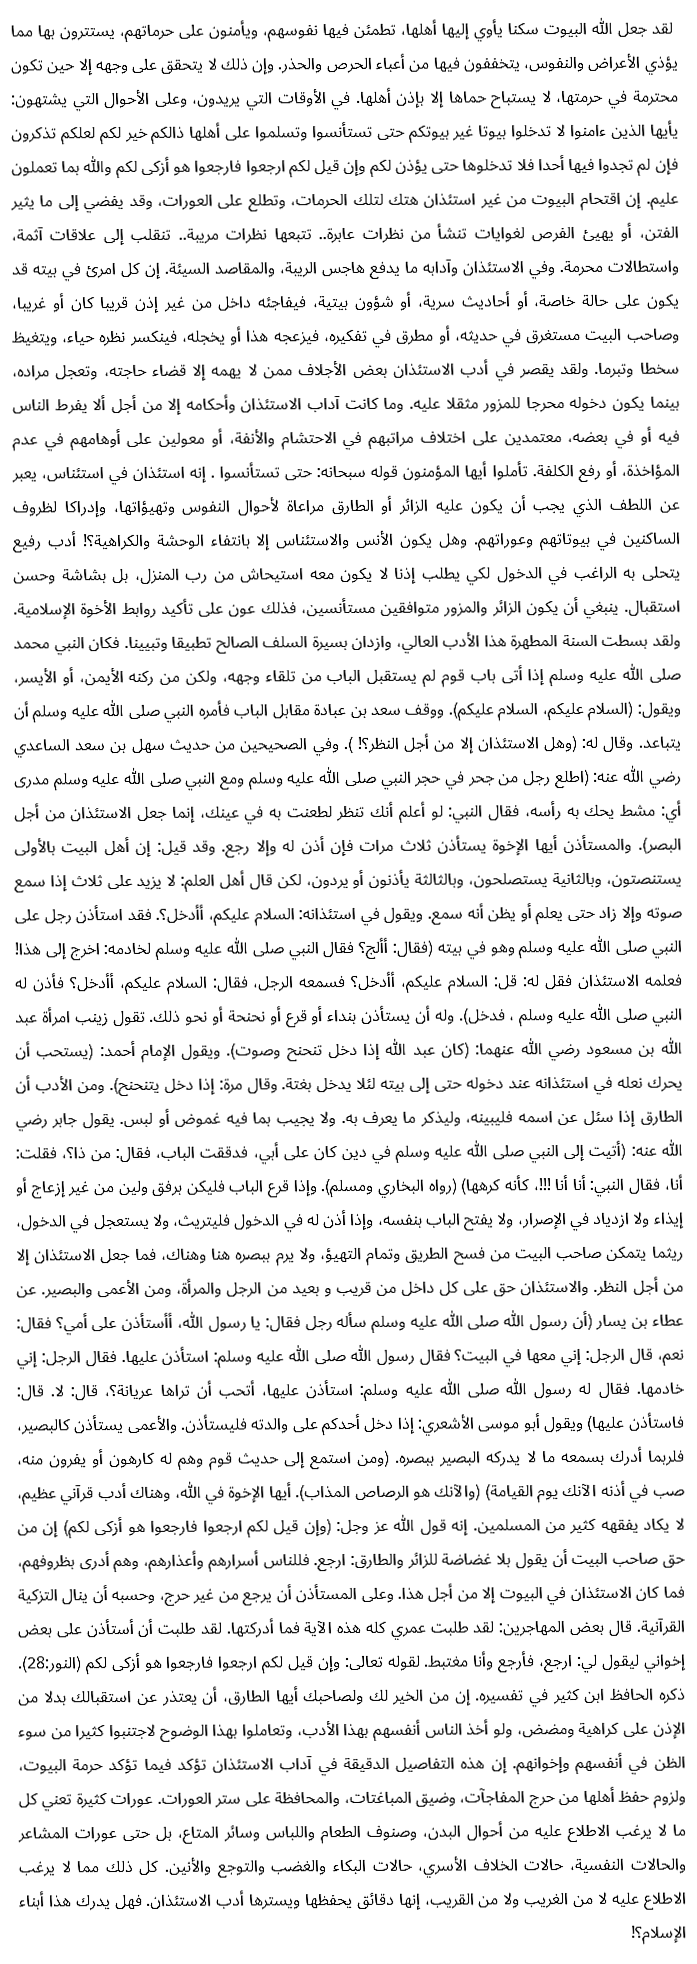 لقد جعل الله البيوت سكنا يأوي إليها أهلها، تطمئن فيها نفوسهم، ويأمنون على حرماتهم، يستترون بها مما
يؤذي الأعراض والنفوس، يتخففون فيها من أعباء الحرص والحذر. وإن ذلك لا يتحقق على وجهه إلا حين تكون
محترمة في حرمتها، لا يستباح حماها إلا بإذن أهلها. في الأوقات التي يريدون، وعلى الأحوال التي يشتهون:
يأيها الذين ءامنوا لا تدخلوا بيوتا غير بيوتكم حتى تستأنسوا وتسلموا على أهلها ذالكم خير لكم لعلكم تذكرون
فإن لم تجدوا فيها أحدا فلا تدخلوها حتى يؤذن لكم وإن قيل لكم ارجعوا فارجعوا هو أزكى لكم والله بما تعملون
عليم. إن اقتحام البيوت من غير استئذان هتك لتلك الحرمات، وتطلع على العورات، وقد يفضي إلى ما يثير
الفتن، أو يهيئ الفرص لغوايات تنشأ من نظرات عابرة.. تتبعها نظرات مريبة.. تنقلب إلى علاقات آثمة،
واستطالات محرمة. وفي الاستئذان وآدابه ما يدفع هاجس الريبة، والمقاصد السيئة. إن كل امرئ في بيته قد
يكون على حالة خاصة، أو أحاديث سرية، أو شؤون بيتية، فيفاجئه داخل من غير إذن قريبا كان أو غريبا،
وصاحب البيت مستغرق في حديثه، أو مطرق في تفكيره، فيزعجه هذا أو يخجله، فينكسر نظره حياء، ويتغيظ
سخطا وتبرما. ولقد يقصر في أدب الاستئذان بعض الأجلاف ممن لا يهمه إلا قضاء حاجته، وتعجل مراده،
بينما يكون دخوله محرجا للمزور مثقلا عليه. وما كانت آداب الاستئذان وأحكامه إلا من أجل ألا يفرط الناس
فيه أو في بعضه، معتمدين على اختلاف مراتبهم في الاحتشام والأنفة، أو معولين على أوهامهم في عدم
المؤاخذة، أو رفع الكلفة. تأملوا أيها المؤمنون قوله سبحانه: حتى تستأنسوا . إنه استئذان في استئناس، يعبر
عن اللطف الذي يجب أن يكون عليه الزائر أو الطارق مراعاة لأحوال النفوس وتهيؤاتها، وإدراكا لظروف
الساكنين في بيوتاتهم وعوراتهم. وهل يكون الأنس والاستئناس إلا بانتفاء الوحشة والكراهية؟! أدب رفيع
يتحلى به الراغب في الدخول لكي يطلب إذنا لا يكون معه استيحاش من رب المنزل، بل بشاشة وحسن
استقبال. ينبغي أن يكون الزائر والمزور متوافقين مستأنسين، فذلك عون على تأكيد روابط الأخوة الإسلامية.
ولقد بسطت السنة المطهرة هذا الأدب العالي، وازدان بسيرة السلف الصالح تطبيقا وتبيينا. فكان النبي محمد
صلى الله عليه وسلم إذا أتى باب قوم لم يستقبل الباب من تلقاء وجهه، ولكن من ركنه الأيمن، أو الأيسر،
ويقول: (السلام عليكم، السلام عليكم). ووقف سعد بن عبادة مقابل الباب فأمره النبي صلى الله عليه وسلم أن
يتباعد. وقال له: (وهل الاستئذان إلا من أجل النظر؟! ). وفي الصحيحين من حديث سهل بن سعد الساعدي
رضي الله عنه: (اطلع رجل من جحر في حجر النبي صلى الله عليه وسلم ومع النبي صلى الله عليه وسلم مدرى
أي: مشط يحك به رأسه، فقال النبي: لو أعلم أنك تنظر لطعنت به في عينك، إنما جعل الاستئذان من أجل
البصر). والمستأذن أيها الإخوة يستأذن ثلاث مرات فإن أذن له وإلا رجع. وقد قيل: إن أهل البيت بالأولى
يستنصتون، وبالثانية يستصلحون، وبالثالثة يأذنون أو يردون، لكن قال أهل العلم: لا يزيد على ثلاث إذا سمع
صوته وإلا زاد حتى يعلم أو يظن أنه سمع. ويقول في استئذانه: السلام عليكم، أأدخل؟. فقد استأذن رجل على
النبي صلى الله عليه وسلم وهو في بيته (فقال: أألج؟ فقال النبي صلى الله عليه وسلم لخادمه: اخرج إلى هذا!
فعلمه الاستئذان فقل له: قل: السلام عليكم، أأدخل؟ فسمعه الرجل، فقال: السلام عليكم، أأدخل؟ فأذن له
النبي صلى الله عليه وسلم ، فدخل). وله أن يستأذن بنداء أو قرع أو نحنحة أو نحو ذلك. تقول زينب امرأة عبد
الله بن مسعود رضي الله عنهما: (كان عبد الله إذا دخل تنحنح وصوت). ويقول الإمام أحمد: (يستحب أن
يحرك نعله في استئذانه عند دخوله حتى إلى بيته لئلا يدخل بغتة. وقال مرة: إذا دخل يتنحنح). ومن الأدب أن
الطارق إذا سئل عن اسمه فليبينه، وليذكر ما يعرف به. ولا يجيب بما فيه غموض أو لبس. يقول جابر رضي
الله عنه: (أتيت إلى النبي صلى الله عليه وسلم في دين كان على أبي، فدققت الباب، فقال: من ذا؟، فقلت:
أنا، فقال النبي: أنا أنا !!!، كأنه كرهها) (رواه البخاري ومسلم). وإذا قرع الباب فليكن برفق ولين من غير إزعاج أو
إيذاء ولا ازدياد في الإصرار، ولا يفتح الباب بنفسه، وإذا أذن له في الدخول فليتريث، ولا يستعجل في الدخول،
ريثما يتمكن صاحب البيت من فسح الطريق وتمام التهيؤ، ولا يرم ببصره هنا وهناك، فما جعل الاستئذان إلا
من أجل النظر. والاستئذان حق على كل داخل من قريب و بعيد من الرجل والمرأة، ومن الأعمى والبصير. عن
عطاء بن يسار (أن رسول الله صلى الله عليه وسلم سأله رجل فقال: يا رسول الله، أأستأذن على أمي؟ فقال:
نعم، قال الرجل: إني معها في البيت؟ فقال رسول الله صلى الله عليه وسلم: استأذن عليها. فقال الرجل: إني
خادمها. فقال له رسول الله صلى الله عليه وسلم: استأذن عليها، أتحب أن تراها عريانة؟، قال: لا. قال:
فاستأذن عليها) ويقول أبو موسى الأشعري: إذا دخل أحدكم على والدته فليستأذن. والأعمى يستأذن كالبصير،
فلربما أدرك بسمعه ما لا يدركه البصير ببصره. (ومن استمع إلى حديث قوم وهم له كارهون أو يفرون منه،
صب في أذنه الآنك يوم القيامة) (والآنك هو الرصاص المذاب). أيها الإخوة في الله، وهناك أدب قرآني عظيم،
لا يكاد يفقهه كثير من المسلمين. إنه قول الله عز وجل: (وإن قيل لكم ارجعوا فارجعوا هو أزكى لكم) إن من
حق صاحب البيت أن يقول بلا غضاضة للزائر والطارق: ارجع. فللناس أسرارهم وأعذارهم، وهم أدرى بظروفهم،
فما كان الاستئذان في البيوت إلا من أجل هذا. وعلى المستأذن أن يرجع من غير حرج، وحسبه أن ينال التزكية
القرآنية. قال بعض المهاجرين: لقد طلبت عمري كله هذه الآية فما أدركتها. لقد طلبت أن أستأذن على بعض
إخواني ليقول لي: ارجع، فأرجع وأنا مغتبط. لقوله تعالى: وإن قيل لكم ارجعوا فارجعوا هو أزكى لكم (النور:28).
ذكره الحافظ ابن كثير في تفسيره. إن من الخير لك ولصاحبك أيها الطارق، أن يعتذر عن استقبالك بدلا من
الإذن على كراهية ومضض، ولو أخذ الناس أنفسهم بهذا الأدب، وتعاملوا بهذا الوضوح لاجتنبوا كثيرا من سوء
الظن في أنفسهم وإخوانهم. إن هذه التفاصيل الدقيقة في آداب الاستئذان تؤكد فيما تؤكد حرمة البيوت،
ولزوم حفظ أهلها من حرج المفاجآت، وضيق المباغتات، والمحافظة على ستر العورات. عورات كثيرة تعني كل
ما لا يرغب الاطلاع عليه من أحوال البدن، وصنوف الطعام واللباس وسائر المتاع، بل حتى عورات المشاعر
والحالات النفسية، حالات الخلاف الأسري، حالات البكاء والغضب والتوجع والأنين. كل ذلك مما لا يرغب
الاطلاع عليه لا من الغريب ولا من القريب، إنها دقائق يحفظها ويسترها أدب الاستئذان. فهل يدرك هذا أبناء
الإسلام؟!